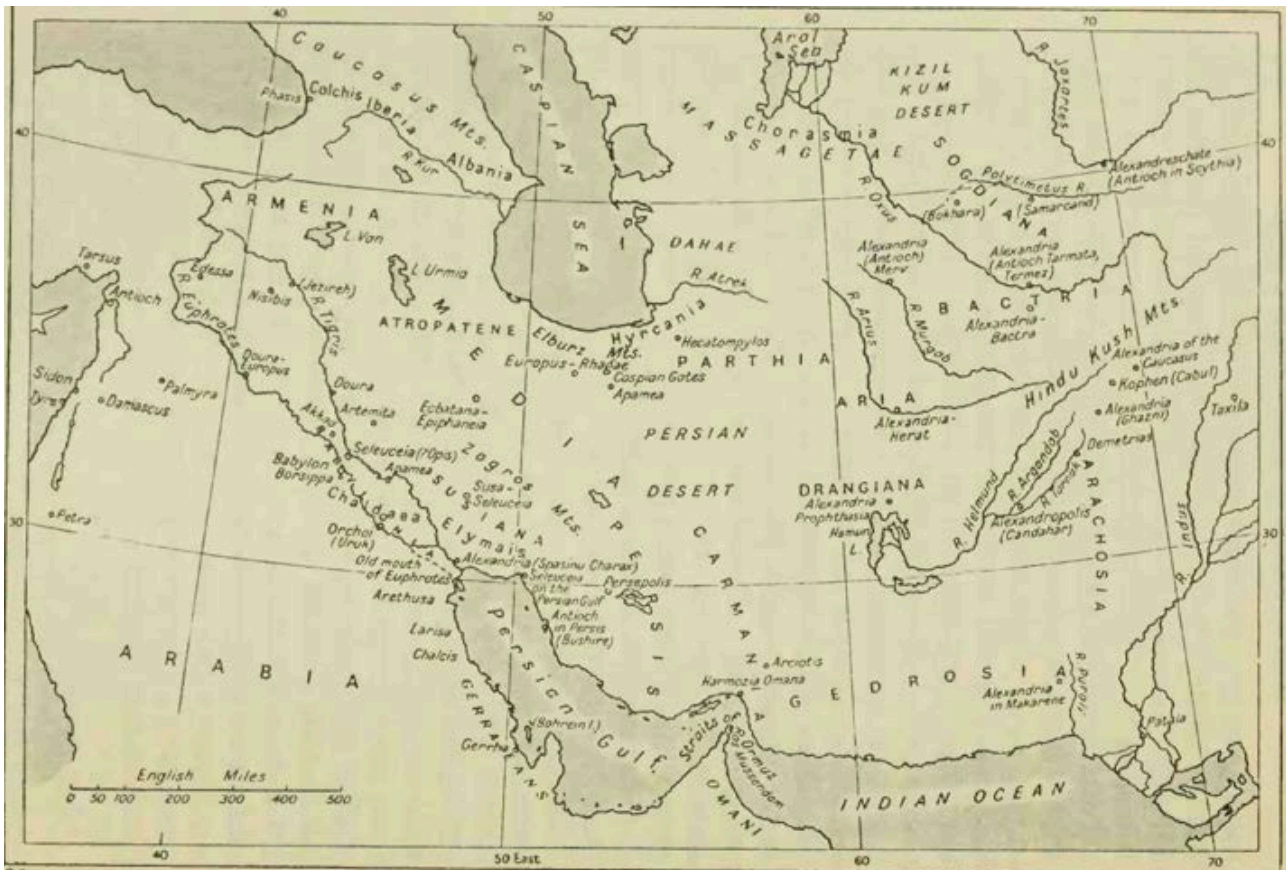 40
50
60
70
Caucasus Mts.
CASPIAN
SEA
Aral
Sea
KIZIL
KUM
DESERT
R. Jaxartes
Phasis
Colchis
Iberia
Albania
R. Kur
MASSAGETAE
Chorasmia
40
40
SOGDIANA
Polytimetus R.
Alexandreschate
(Antioch in Scythia)
(Bokhara)
(Samarcand)
R. Oxus
ARMENIA
L. Van
L. Urmia
DAHAE
R. Atrek
Alexandria
(Antioch)
Merv
Alexandria
(Antioch Tarmata,
Termez)
Tarsus
Antioch
Edessa
Nisibis
(Jezireh)
R. Euphrates
R. Tigris
ATROPATENE
MEDIA
Elburz Mts.
Hyrcania
Hecatompylos
PARTHIA
R. Arius
R. Murgab
BACTRIA
Alexandria-
Bactra
Hindu Kush Mts.
Alexandria of the
Caucasus
Kophen (Cabul)
Alexandria
(Ghazni)
Taxila
Europus-Rhagae
Caspian Gates
Apamea
Doura-
Europus
Doura
Sidon
Tyre
Damascus
Palmyra
Akkad
Artemita
Ecbatana-
Epiphaneia
PERSIAN
DESERT
ARIA
Alexandria-
Herat
Demetrias
R. Argandab
R. Tarnak
R. Helmund
ARACHOSIA
Seleuceia (?Opis)
Apamea
Babylon
Borsippa
Zagros Mts.
Susa-
Seleuceia
SUSIANA
Elymais
Chaldaea
DRANGIANA
Alexandria
Prophthasia
Hamun
L.
Alexandropolis
(Candahar)
R. Indus
30
30
Petra
Orchoi
(Uruk)
Old mouth
of Euphrates
Alexandria (Spasinu Charax)
Seleuceia
on the
Persian Gulf
Persepolis
PERSIS
CARMANIA
Arethusa
Antioch
in Persis
(Bushire)
Larisa
Chalcis
ARABIA
Persian Gulf
GERRHAEANS
(Bahrein I.)
Gerrha
Arciotis
Harmozia Omana
Straits of Ormuz
Ras Mussendam
OMANI
GEDROSIA
Alexandria
in Makarene
R. Purali
Patala
INDIAN OCEAN
English Miles
0 50 100 200 300 400 500
40
50 East
60
70